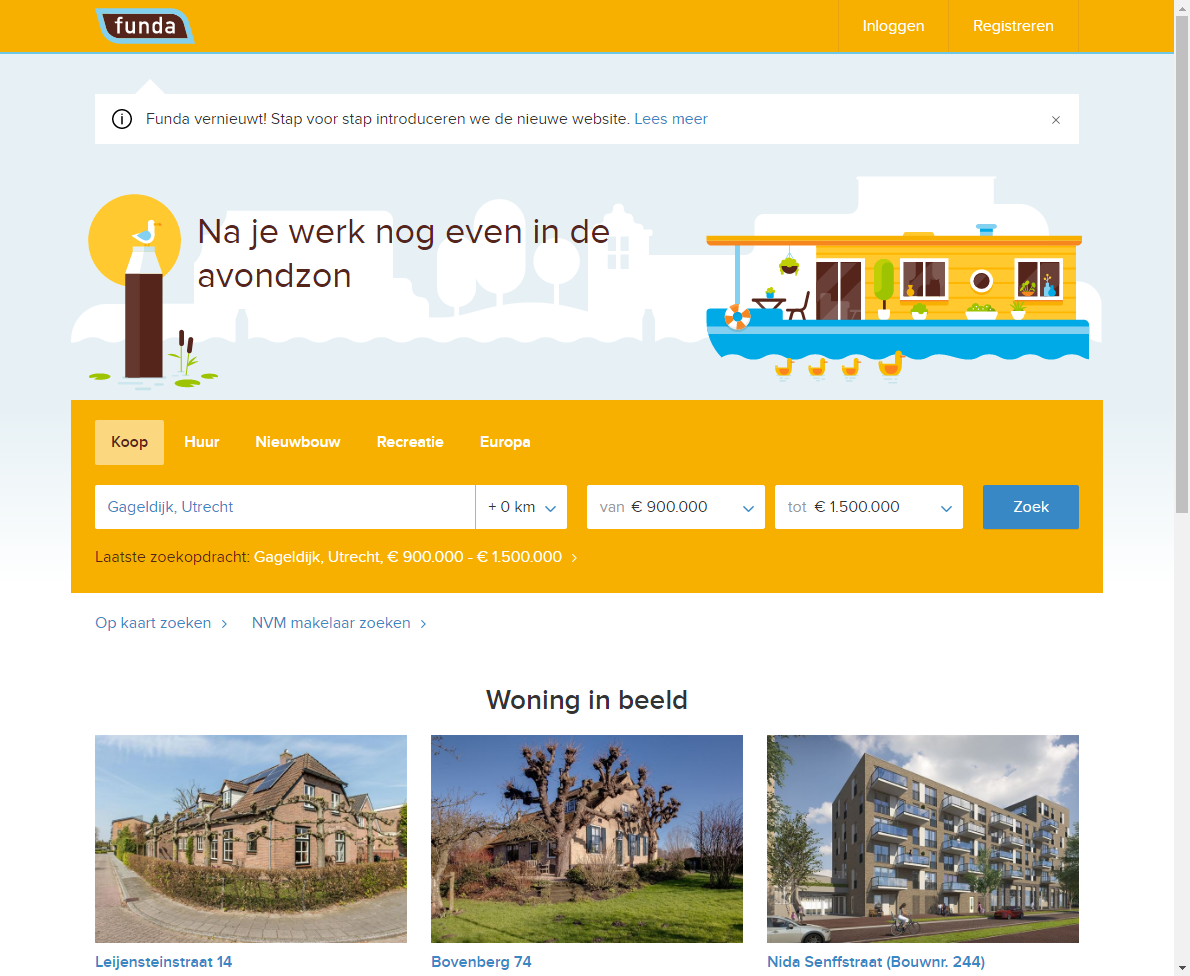 funda
Inloggen
Registreren
Funda vernieuwt! Stap voor stap introduceren we de nieuwe website. Lees meer
Na je werk nog even in de
avondzon
Koop
Huur
Nieuwbouw
Recreatie
Europa
Gageldijk, Utrecht
+ 0 km
van € 900.000
tot € 1.500.000
Zoek
Laatste zoekopdracht: Gageldijk, Utrecht, € 900.000 - € 1.500.000
Op kaart zoeken
NVM makelaar zoeken
Woning in beeld
Leijensteinstraat 14
Bovenberg 74
Nida Senffstraat (Bouwnr. 244)